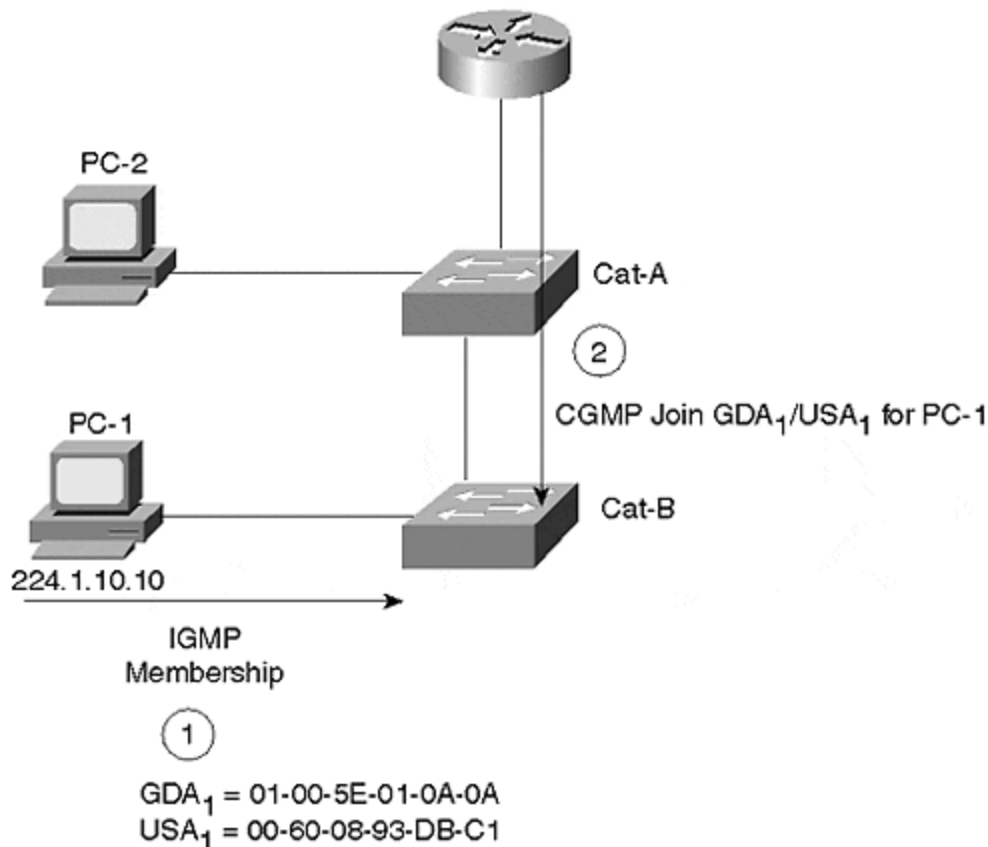 PC-2
Cat-A
2
CGMP Join GDA₁/USA₁ for PC-1
PC-1
Cat-B
224.1.10.10
IGMP
Membership
1
GDA₁ = 01-00-5E-01-0A-0A
USA₁ = 00-60-08-93-DB-C1